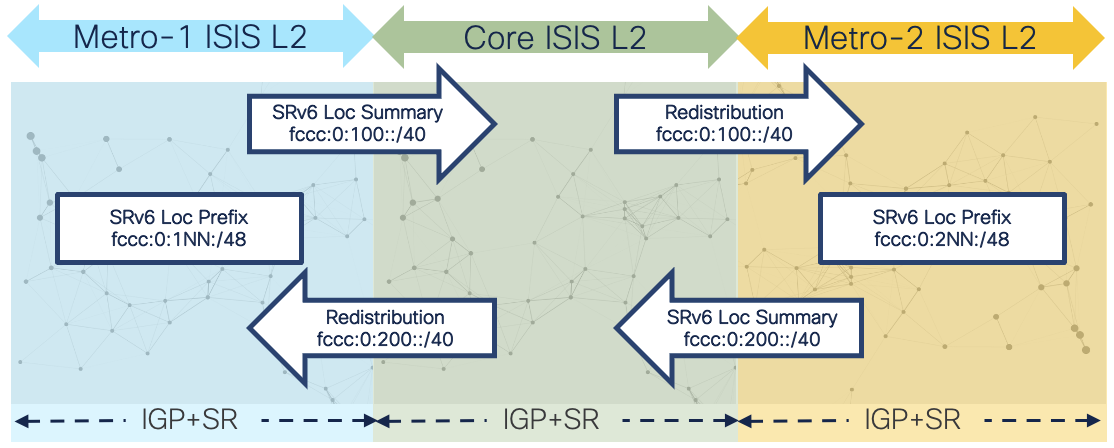 Metro-1 ISIS L2
Core ISIS L2
Metro-2 ISIS L2
SRv6 Loc Summary
fccc:0:100::/40
Redistribution
fccc:0:100::/40
SRv6 Loc Prefix
fccc:0:1NN:/48
SRv6 Loc Prefix
fccc:0:2NN:/48
Redistribution
fccc:0:200::/40
SRv6 Loc Summary
fccc:0:200::/40
IGP+SR
IGP+SR
IGP+SR